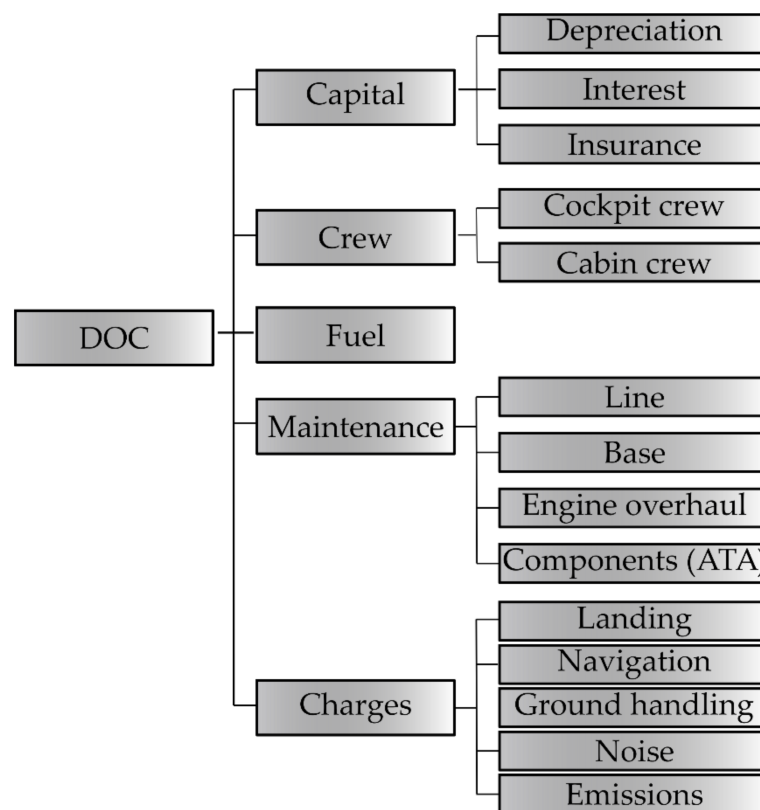 DOC
Capital
Depreciation
Interest
Insurance
Crew
Cockpit crew
Cabin crew
Fuel
Maintenance
Line
Base
Engine overhaul
Components (ATA)
Charges
Landing
Navigation
Ground handling
Noise
Emissions